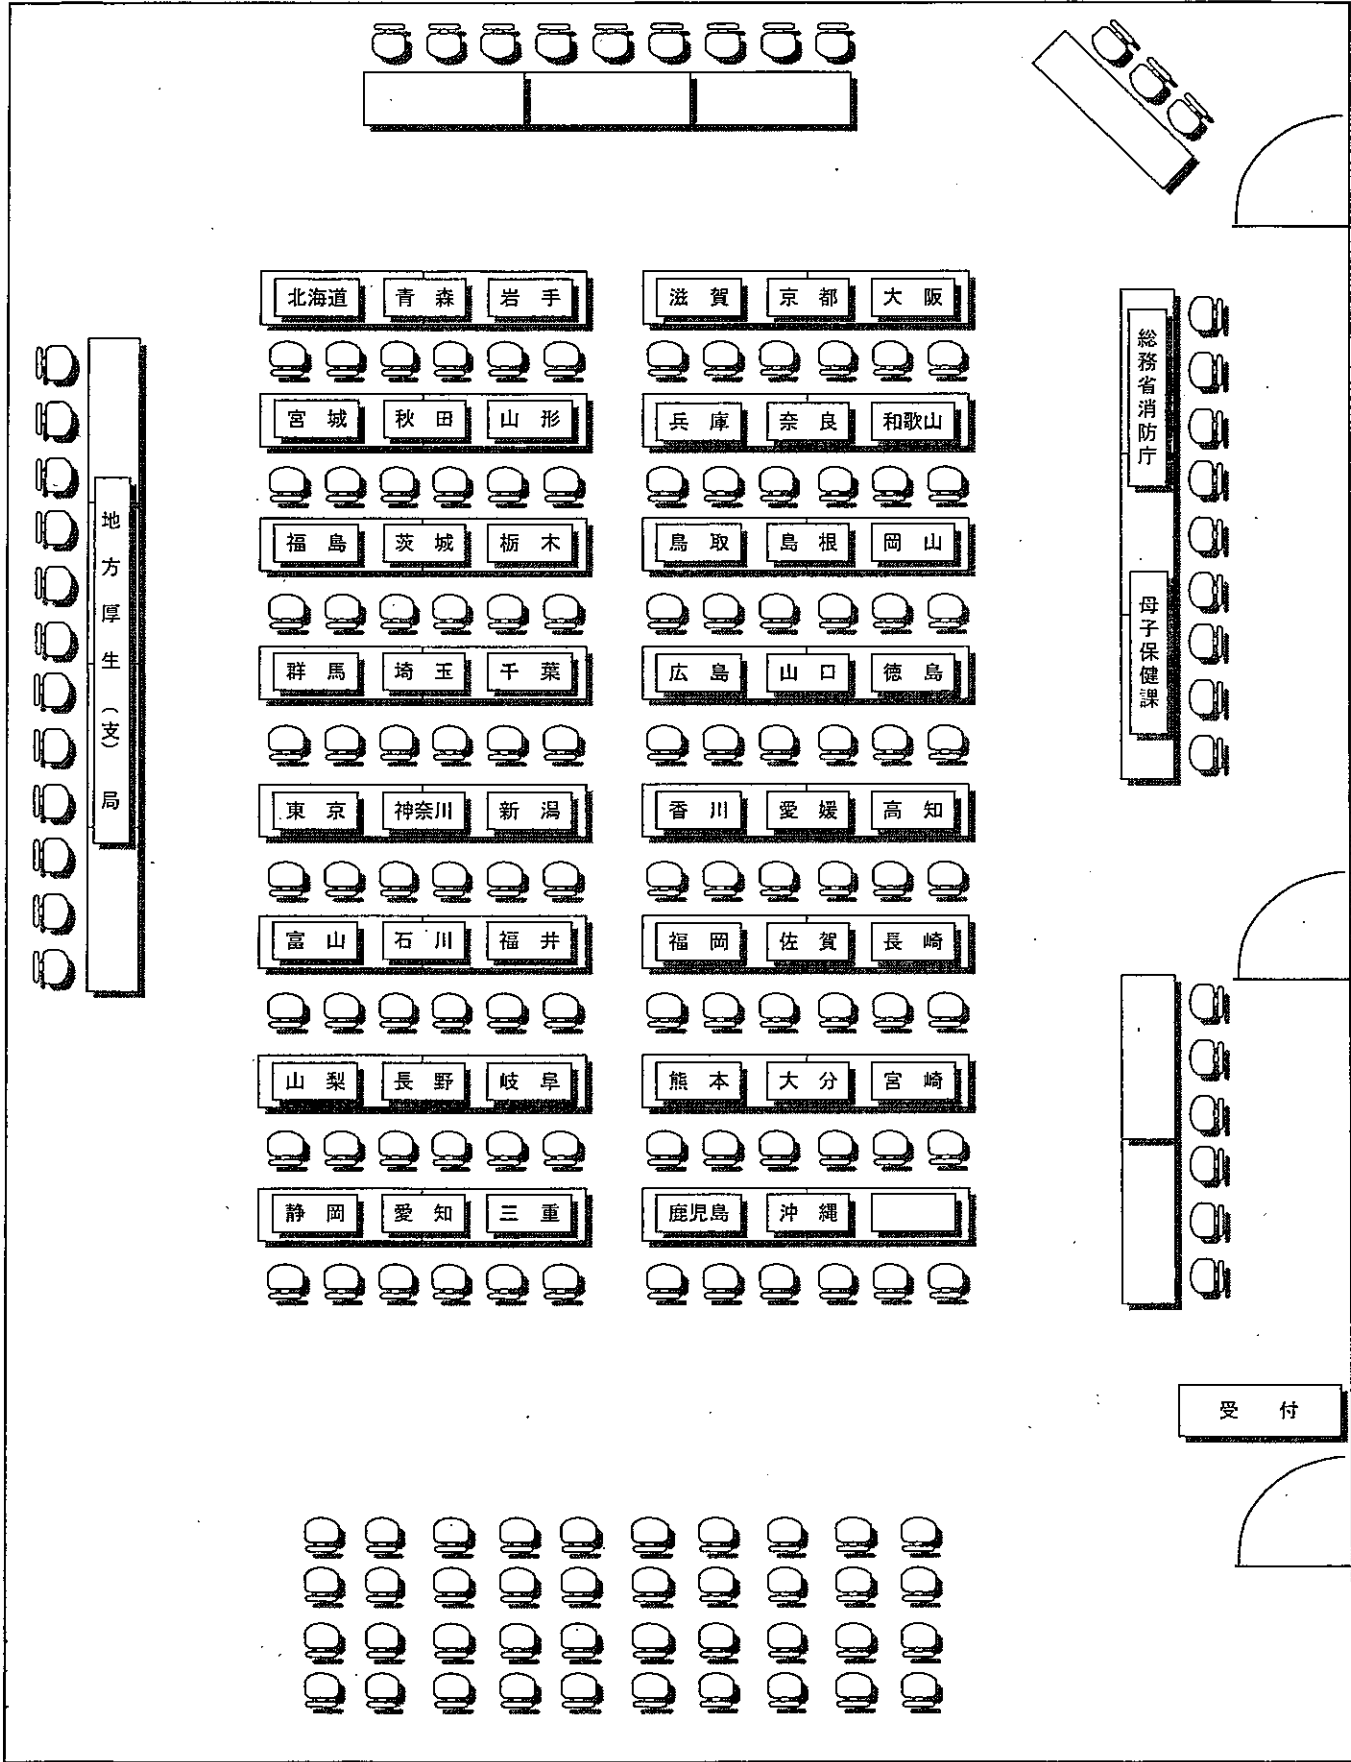 北海道 青森 岩手 滋賀 京都 大阪
宮城 秋田 山形 兵庫 奈良 和歌山
福島 茨城 栃木 鳥取 島根 岡山
群馬 埼玉 千葉 広島 山口 徳島
東京 神奈川 新潟 香川 愛媛 高知
富山 石川 福井 福岡 佐賀 長崎
山梨 長野 岐阜 熊本 大分 宮崎
静岡 愛知 三重 鹿児島 沖縄
地方厚生（支）局
総務省消防庁
母子保健課
受付